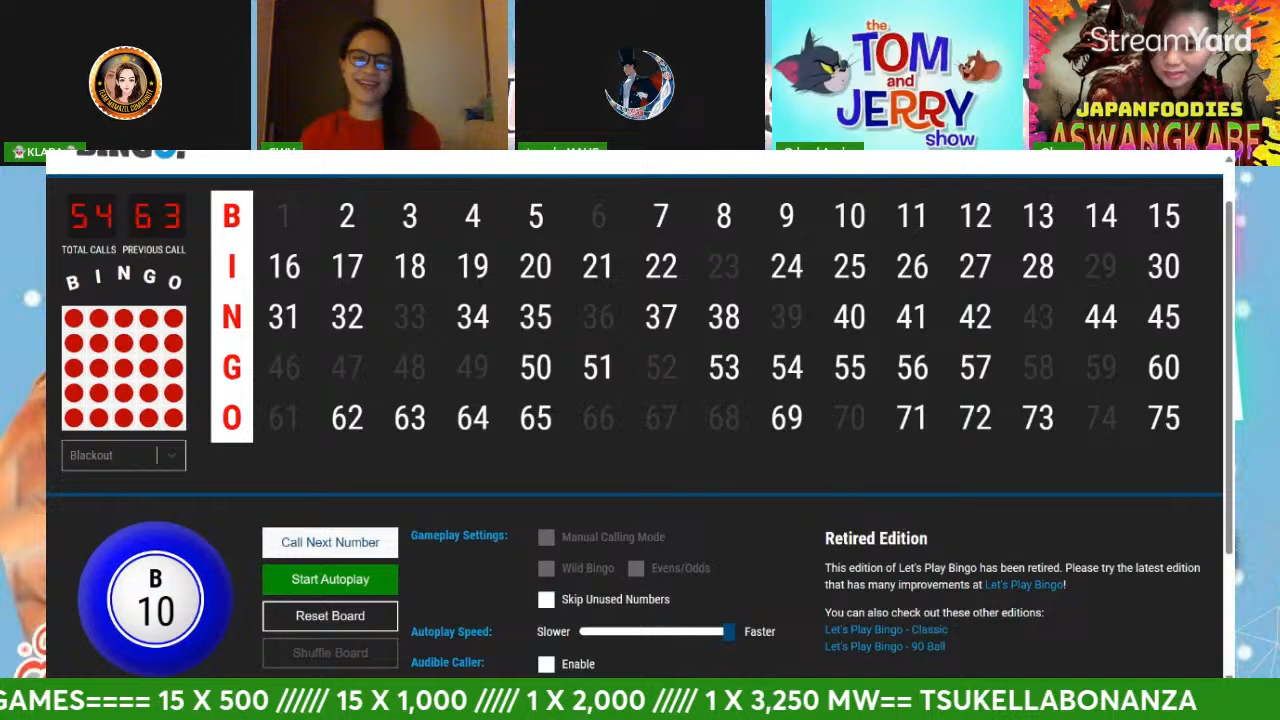 the
TOM
and
JERRY
show
StreamYard
JAPANFOODIES
ASWANGKABE
TEAM MAMAZEL COMMUNITY
BINGO!
54 63
TOTAL CALLS PREVIOUS CALL
B I N G O
B 1 2 3 4 5 6 7 8 9 10 11 12 13 14 15
I 16 17 18 19 20 21 22 23 24 25 26 27 28 29 30
N 31 32 33 34 35 36 37 38 39 40 41 42 43 44 45
G 46 47 48 49 50 51 52 53 54 55 56 57 58 59 60
O 61 62 63 64 65 66 67 68 69 70 71 72 73 74 75
Blackout
B
10
Call Next Number
Start Autoplay
Reset Board
Shuffle Board
Gameplay Settings:
Manual Calling Mode
Wild Bingo Evens/Odds
Skip Unused Numbers
Autoplay Speed: Slower Faster
Audible Caller: Enable
Retired Edition
This edition of Let's Play Bingo has been retired. Please try the latest edition
that has many improvements at Let's Play Bingo!
You can also check out these other editions:
Let's Play Bingo - Classic
Let's Play Bingo - 90 Ball
GAMES==== 15 X 500 ////// 15 X 1,000 ///// 1 X 2,000 ///// 1 X 3,250 MW== TSUKELLABONANZA